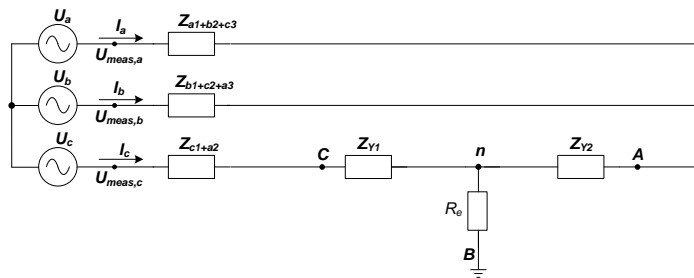 Ua
Ia
Umeas,a
Za1+b2+c3
Ub
Ib
Umeas,b
Zb1+c2+a3
Uc
Ic
Umeas,c
Zc1+a2
C
ZY1
n
ZY2
A
Re
B